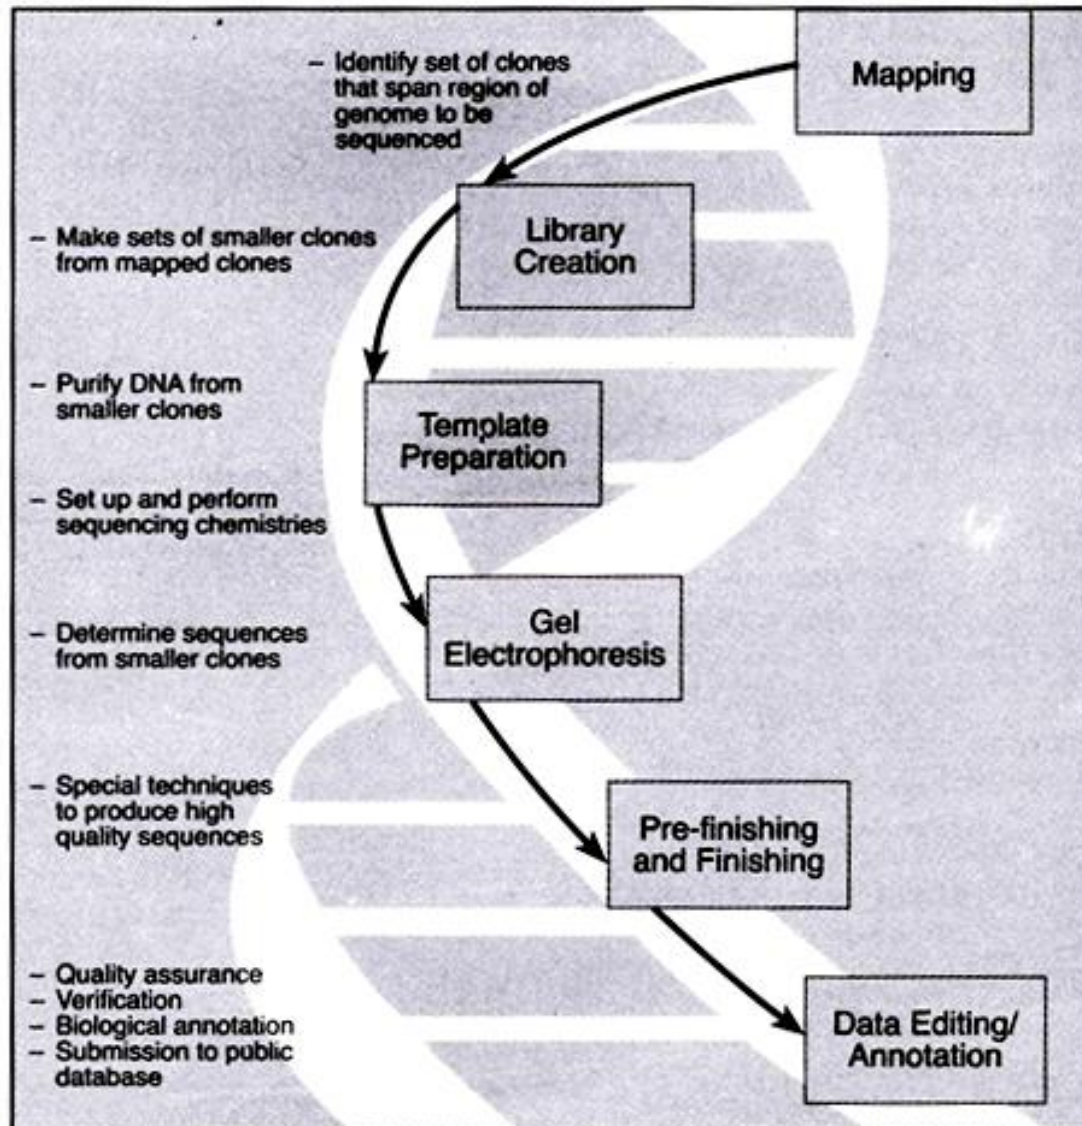 – Identify set of clones
that span region of
genome to be
sequenced
Mapping
– Make sets of smaller clones
from mapped clones
Library
Creation
– Purify DNA from
smaller clones
Template
Preparation
– Set up and perform
sequencing chemistries
Gel
Electrophoresis
– Determine sequences
from smaller clones
– Special techniques
to produce high
quality sequences
Pre-finishing
and Finishing
– Quality assurance
– Verification
– Biological annotation
– Submission to public
database
Data Editing/
Annotation